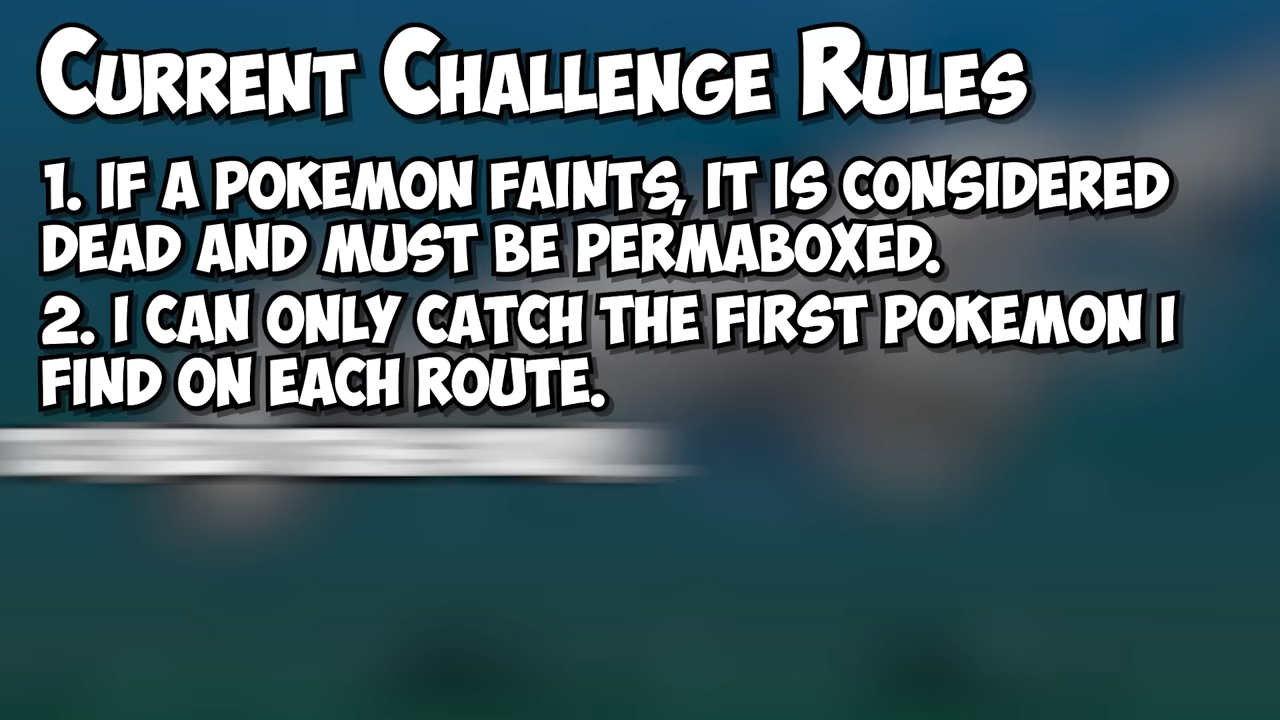 Current Challenge Rules
1. IF A POKEMON FAINTS, IT IS CONSIDERED
DEAD AND MUST BE PERMABOXED.
2. I CAN ONLY CATCH THE FIRST POKEMON I
FIND ON EACH ROUTE.